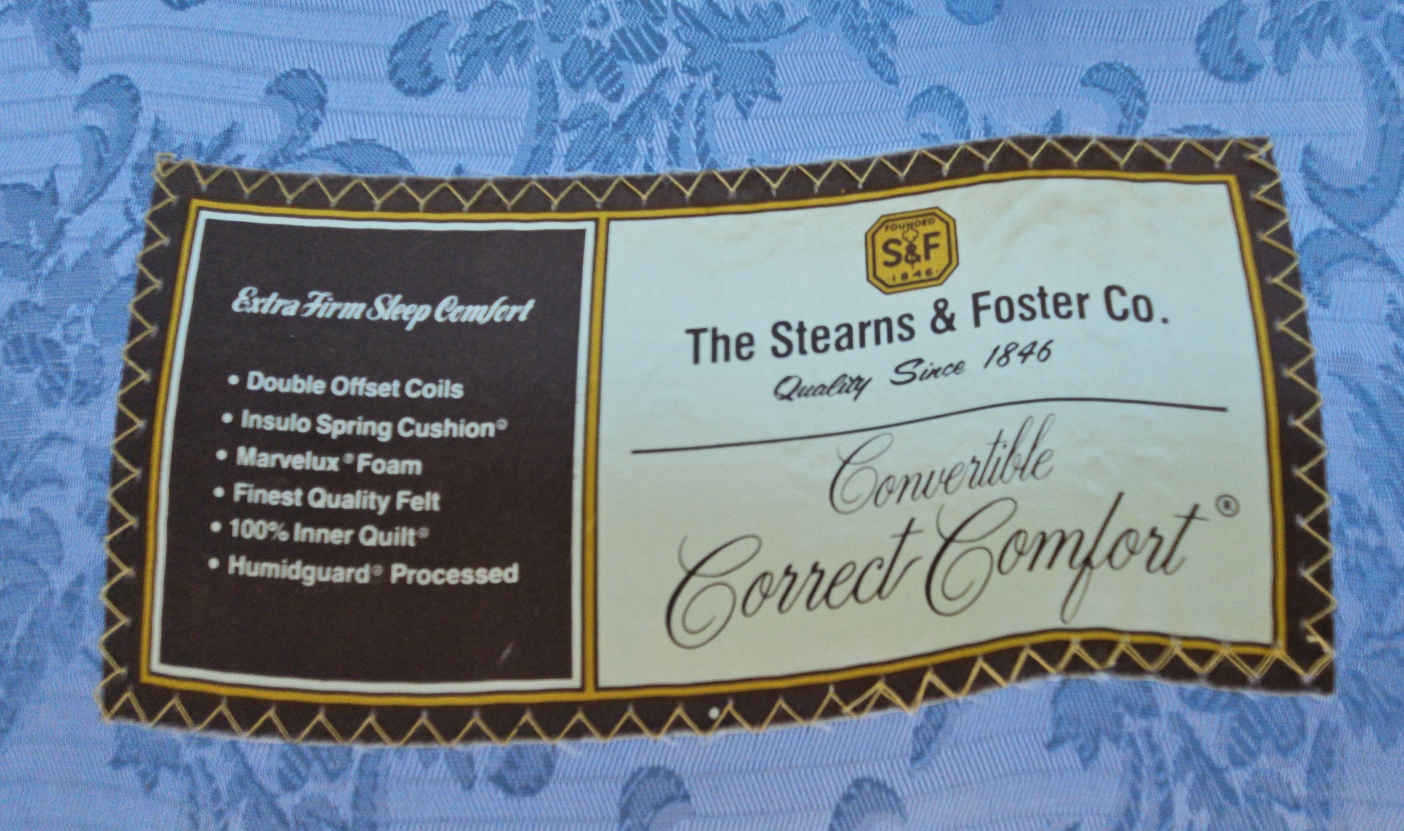 Extra Firm Sleep Comfort
• Double Offset Coils
• Insulo Spring Cushion®
• Marvelux® Foam
• Finest Quality Felt
• 100% Inner Quilt®
• Humidguard® Processed
FOUNDED
S&F
1846
The Stearns & Foster Co.
Quality Since 1846
Convertible
Correct Comfort®